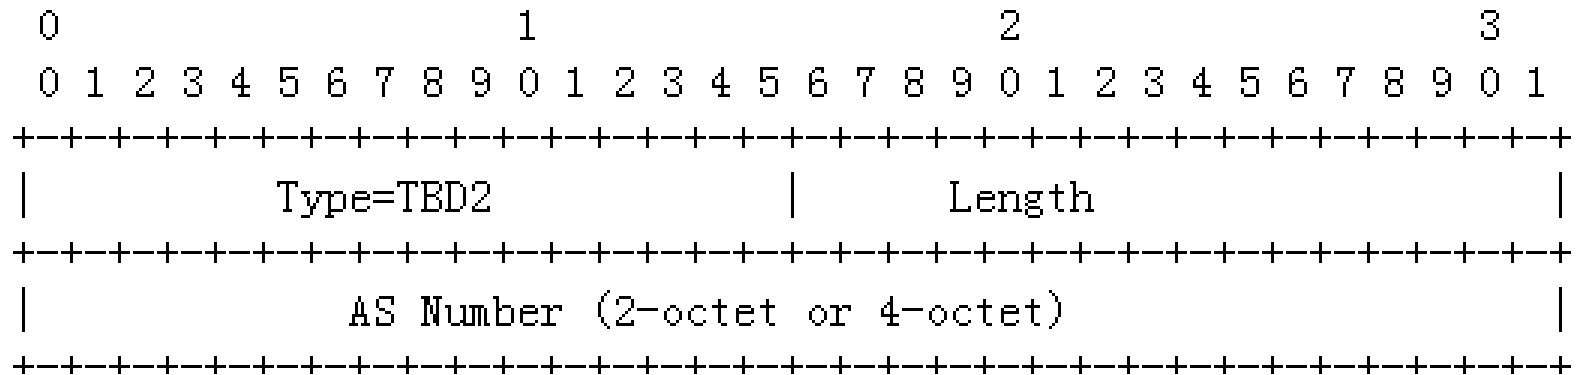 0                   1                   2                   3
 0 1 2 3 4 5 6 7 8 9 0 1 2 3 4 5 6 7 8 9 0 1 2 3 4 5 6 7 8 9 0 1
+-+-+-+-+-+-+-+-+-+-+-+-+-+-+-+-+-+-+-+-+-+-+-+-+-+-+-+-+-+-+-+-+
|          Type=TBD2            |      Length                   |
+-+-+-+-+-+-+-+-+-+-+-+-+-+-+-+-+-+-+-+-+-+-+-+-+-+-+-+-+-+-+-+-+
|             AS Number (2-octet or 4-octet)                    |
+-+-+-+-+-+-+-+-+-+-+-+-+-+-+-+-+-+-+-+-+-+-+-+-+-+-+-+-+-+-+-+-+